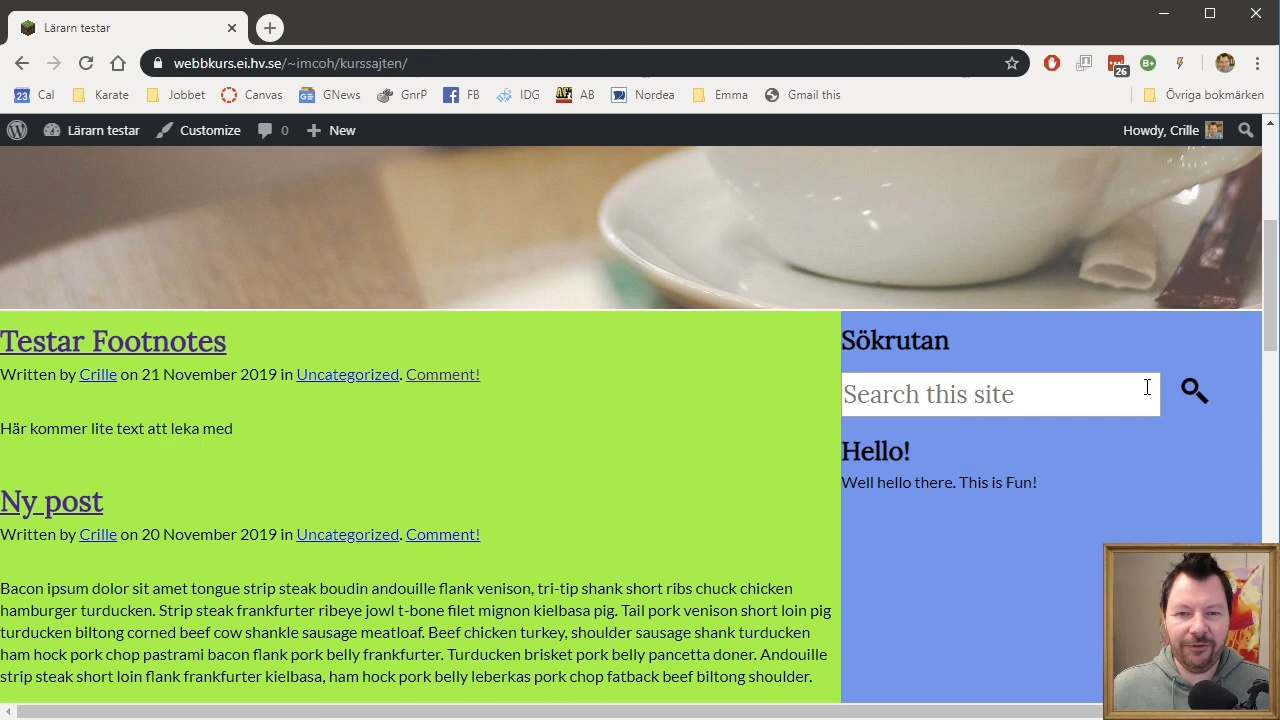 Lärarn testar
webbkurs.ei.hv.se/~imcoh/kurssajten/
26
B+
23 Cal
Karate
Jobbet
Canvas
GNews
GnrP
FB
IDG
AB
Nordea
Emma
Gmail this
Övriga bokmärken
Lärarn testar
Customize
0
New
Howdy, Crille
Testar Footnotes
Written by Crille on 21 November 2019 in Uncategorized. Comment!
Här kommer lite text att leka med
Ny post
Written by Crille on 20 November 2019 in Uncategorized. Comment!
Bacon ipsum dolor sit amet tongue strip steak boudin andouille flank venison, tri-tip shank short ribs chuck chicken
hamburger turducken. Strip steak frankfurter ribeye jowl t-bone filet mignon kielbasa pig. Tail pork venison short loin pig
turducken biltong corned beef cow shankle sausage meatloaf. Beef chicken turkey, shoulder sausage shank turducken
ham hock pork chop pastrami bacon flank pork belly frankfurter. Turducken brisket pork belly pancetta doner. Andouille
strip steak short loin flank frankfurter kielbasa, ham hock pork belly leberkas pork chop fatback beef biltong shoulder.
Sökrutan
Search this site
Hello!
Well hello there. This is Fun!